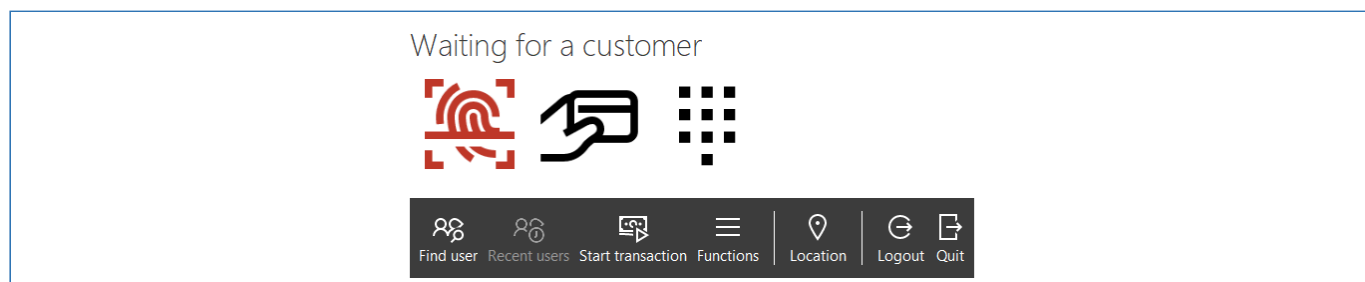 Waiting for a customer
Find user Recent users Start transaction Functions Location Logout Quit